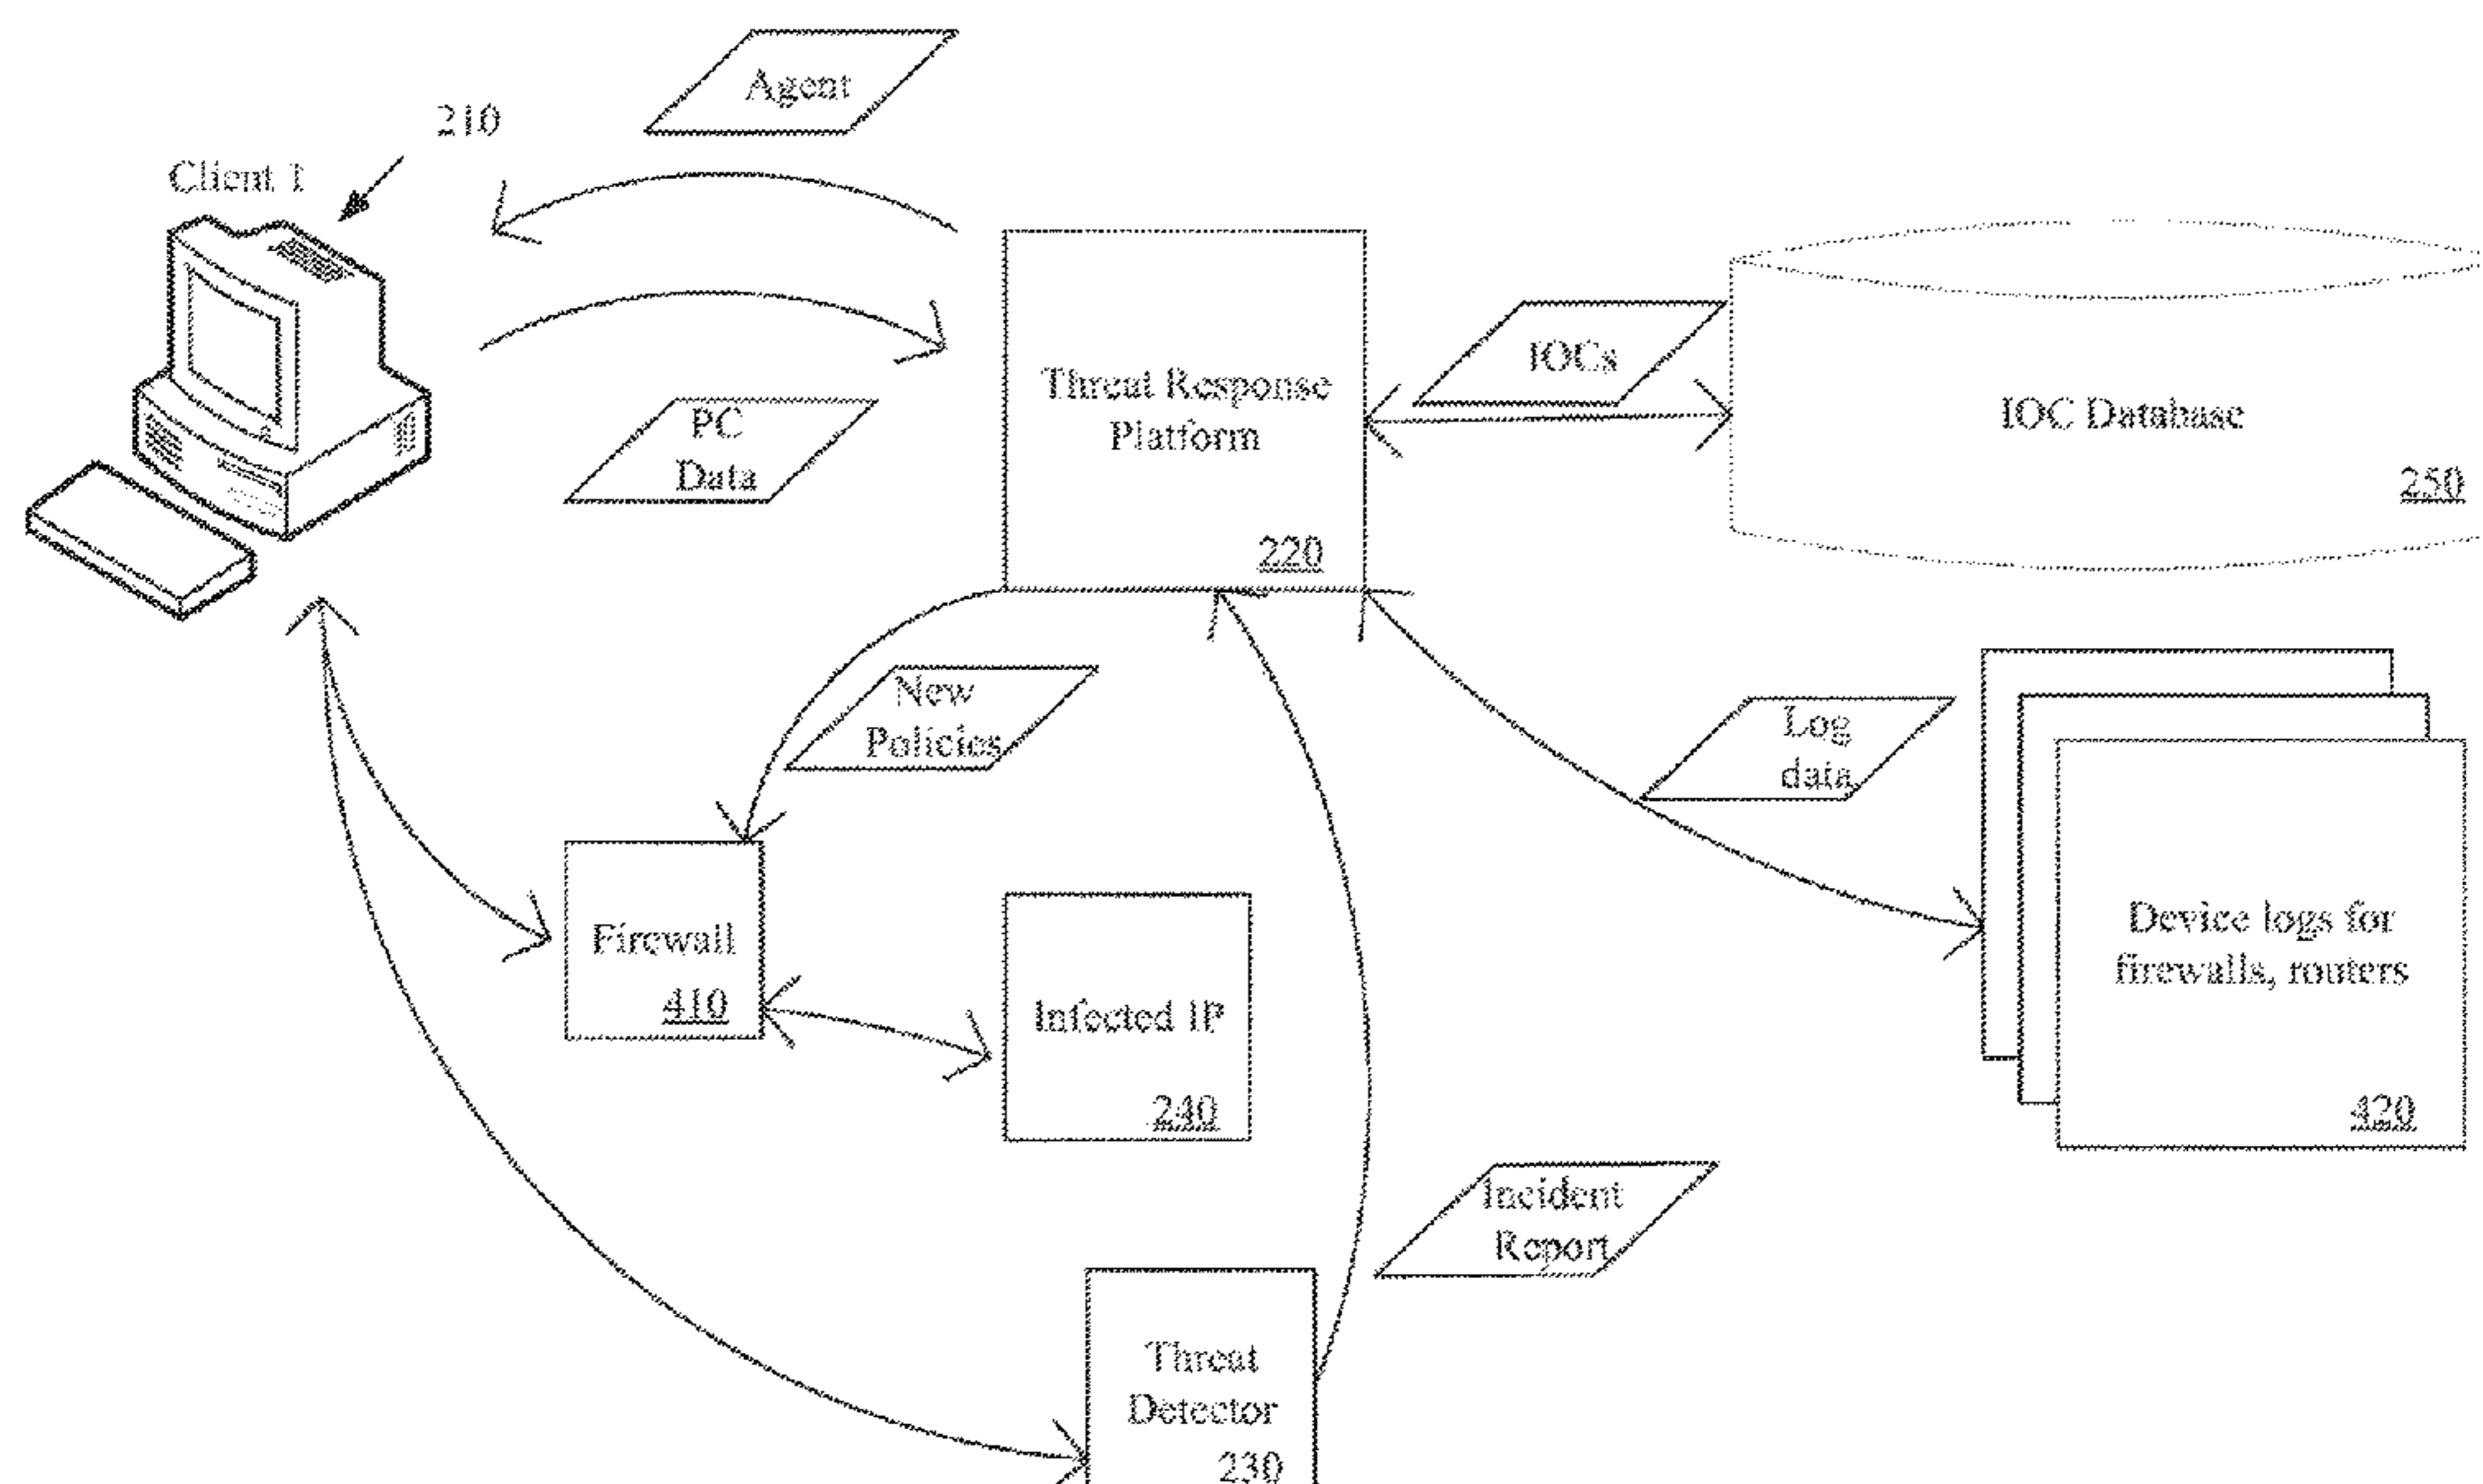 Agent
210
Client 1
PC
Data
Threat Response
Platform
220
IOCs
IOC Database
250
New
Policies
Log
data
Firewall
410
Infected IP
240
Device logs for
firewalls, routers
420
Incident
Report
Threat
Detector
230